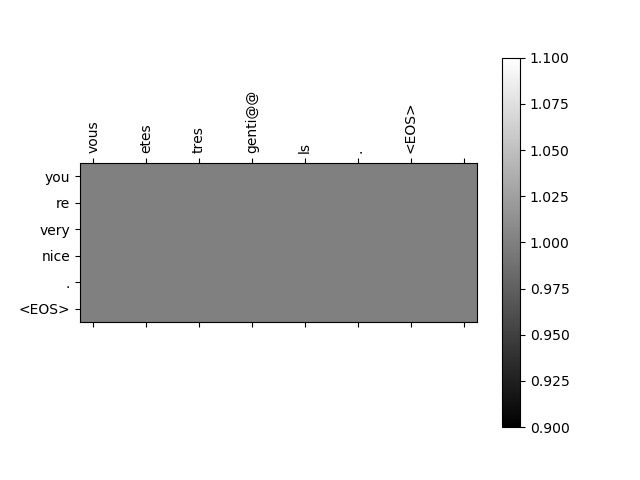 vous etes tres genti@@ ls . <EOS>
you
re
very
nice
.
<EOS>
1.100
1.075
1.050
1.025
1.000
0.975
0.950
0.925
0.900